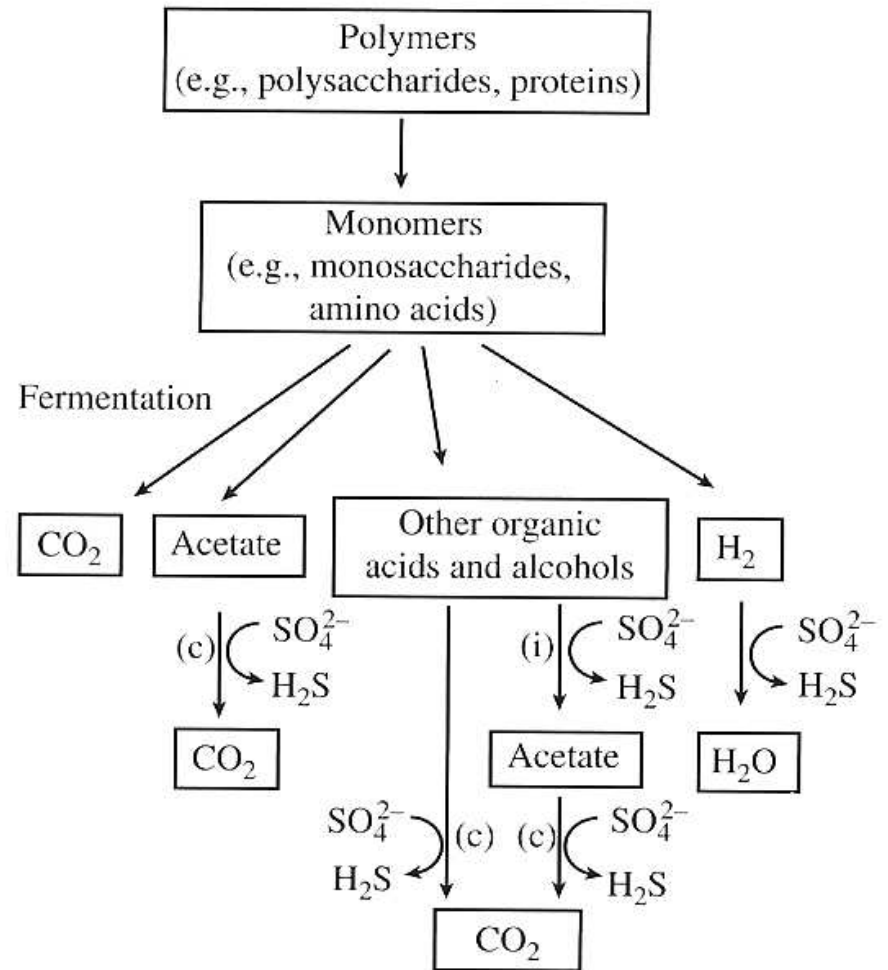 Polymers
(e.g., polysaccharides, proteins)
Monomers
(e.g., monosaccharides,
amino acids)
Fermentation
CO₂
Acetate
Other organic
acids and alcohols
H₂
(c)
SO₄²⁻
H₂S
(i)
SO₄²⁻
H₂S
SO₄²⁻
H₂S
CO₂
Acetate
H₂O
SO₄²⁻
H₂S
(c)
(c)
SO₄²⁻
H₂S
CO₂